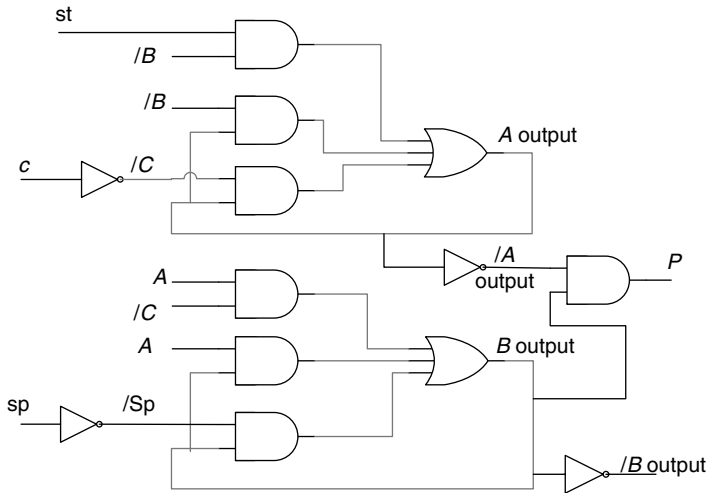 st
/B
/B
A output
c
/C
/A
output
P
A
/C
A
B output
sp
/Sp
/B output